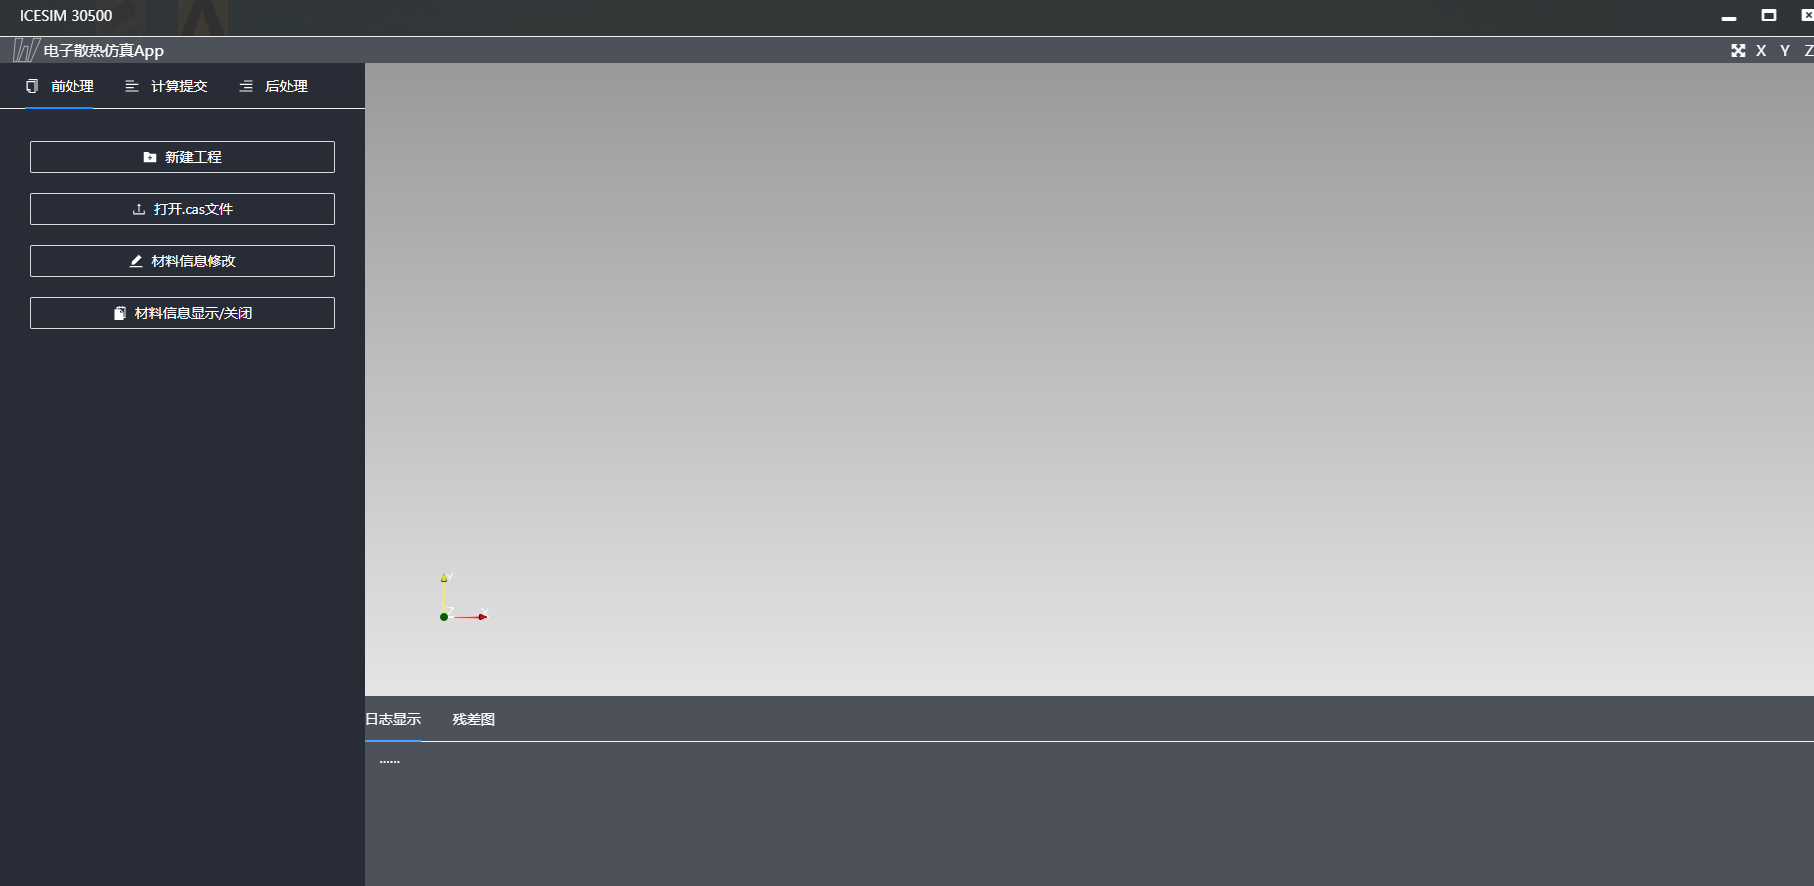 ICESIM 30500
电子散热仿真App
X Y Z
前处理 计算提交 后处理
新建工程
打开.cas文件
材料信息修改
材料信息显示/关闭
Y
Z X
日志显示 残差图
......